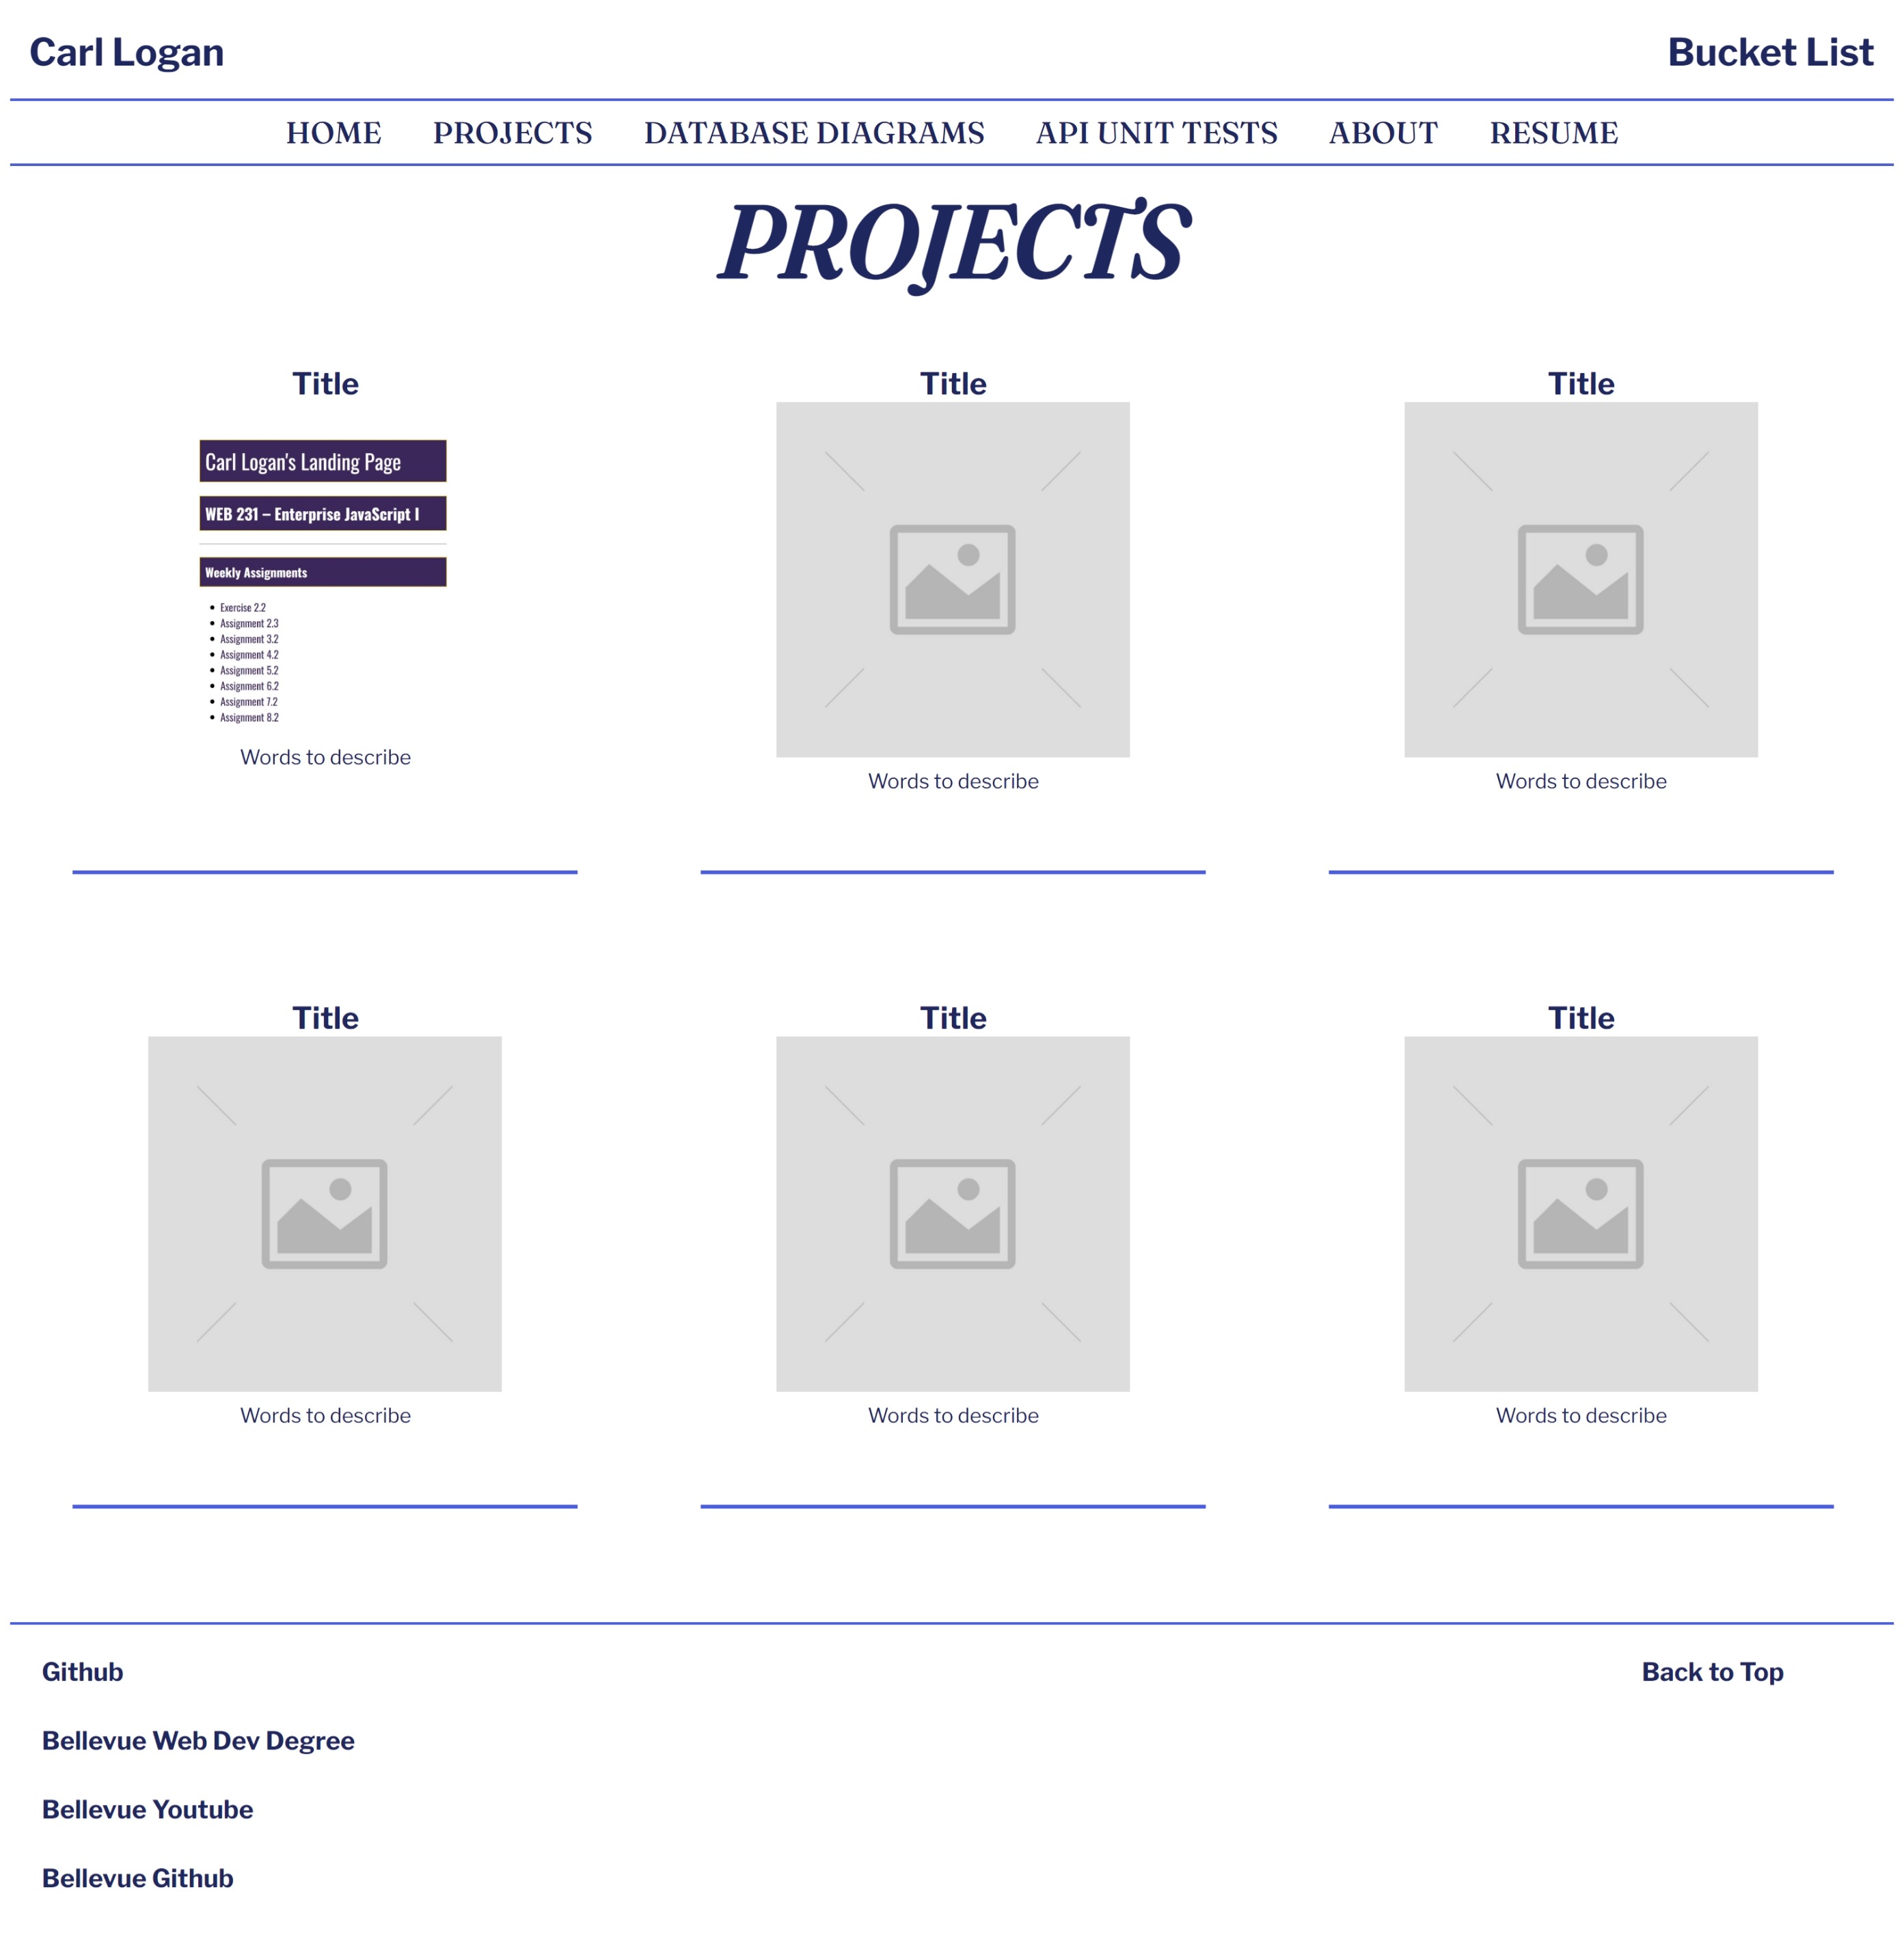 Carl Logan
Bucket List
HOME PROJECTS DATABASE DIAGRAMS API UNIT TESTS ABOUT RESUME
PROJECTS
Title
Carl Logan's Landing Page
WEB 231 – Enterprise JavaScript I
Weekly Assignments
• Exercise 2.2
• Assignment 2.3
• Assignment 3.2
• Assignment 4.2
• Assignment 5.2
• Assignment 6.2
• Assignment 7.2
• Assignment 8.2
Words to describe
Title
Words to describe
Title
Words to describe
Title
Words to describe
Title
Words to describe
Title
Words to describe
Github
Bellevue Web Dev Degree
Bellevue Youtube
Bellevue Github
Back to Top